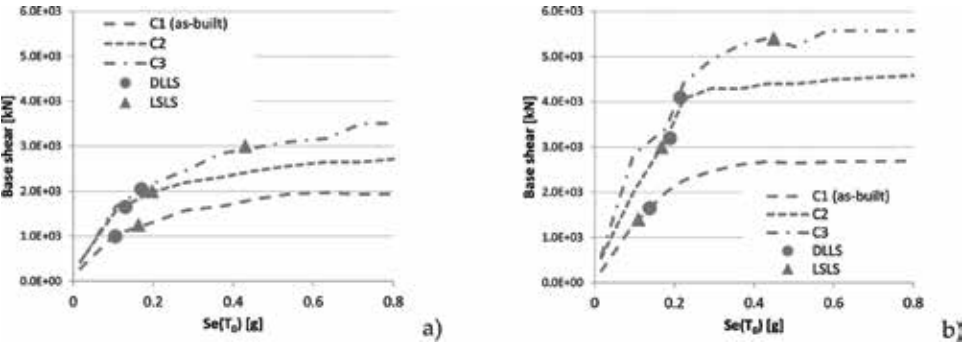 6.0E+03
5.0E+03
4.0E+03
3.0E+03
2.0E+03
1.0E+03
0.0E+00
Base shear [kN]
C1 (as-built)
C2
C3
DLLS
LSLS
0 0.2 0.4 0.6 0.8
Se(T₀) [g]
a)
6.0E+03
5.0E+03
4.0E+03
3.0E+03
2.0E+03
1.0E+03
0.0E+00
Base shear [kN]
C1 (as-built)
C2
C3
DLLS
LSLS
0 0.2 0.4 0.6 0.8
Se(T₀) [g]
b)